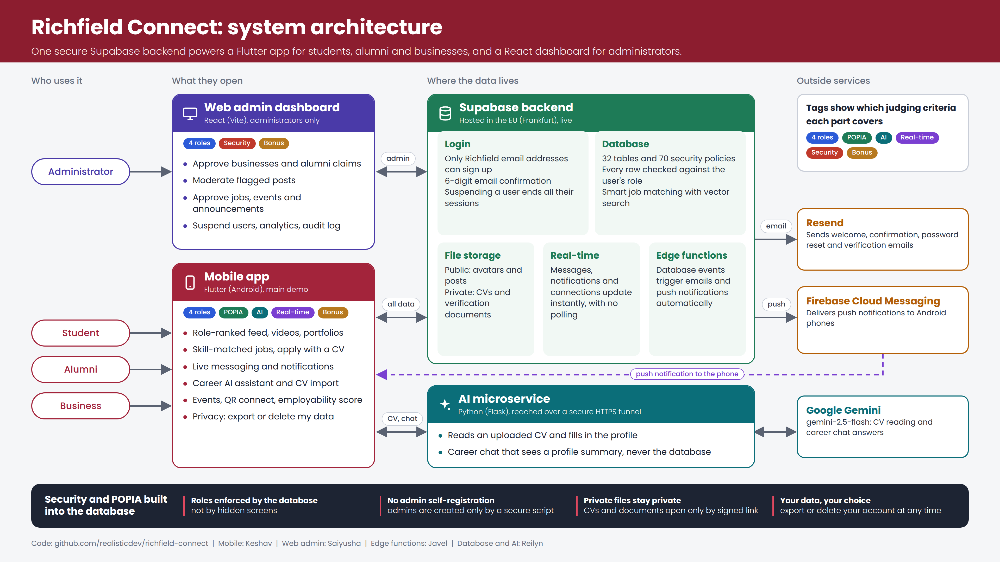 Richfield Connect: system architecture
One secure Supabase backend powers a Flutter app for students, alumni and businesses, and a React dashboard for administrators.
Who uses it
What they open
Where the data lives
Outside services
Administrator
Student
Alumni
Business
Web admin dashboard
React (Vite), administrators only
4 roles
Security
Bonus
Approve businesses and alumni claims
Moderate flagged posts
Approve jobs, events and
announcements
Suspend users, analytics, audit log
Mobile app
Flutter (Android), main demo
4 roles
POPIA
AI
Real-time
Bonus
Role-ranked feed, videos, portfolios
Skill-matched jobs, apply with a CV
Live messaging and notifications
Career AI assistant and CV import
Events, QR connect, employability score
Privacy: export or delete my data
admin
all data
CV, chat
Supabase backend
Hosted in the EU (Frankfurt), live
Login
Only Richfield email addresses
can sign up
6-digit email confirmation
Suspending a user ends all their
sessions
Database
32 tables and 70 security policies
Every row checked against the
user's role
Smart job matching with vector
search
File storage
Public: avatars and
posts
Private: CVs and
verification
documents
Real-time
Messages,
notifications and
connections update
instantly, with no
polling
Edge functions
Database events
trigger emails and
push notifications
automatically
push notification to the phone
AI microservice
Python (Flask), reached over a secure HTTPS tunnel
Reads an uploaded CV and fills in the profile
Career chat that sees a profile summary, never the database
email
push
Tags show which judging criteria
each part covers
4 roles
POPIA
AI
Real-time
Security
Bonus
Resend
Sends welcome, confirmation, password
reset and verification emails
Firebase Cloud Messaging
Delivers push notifications to Android
phones
Google Gemini
gemini-2.5-flash: CV reading and
career chat answers
Security and POPIA built
into the database
Roles enforced by the database
not by hidden screens
No admin self-registration
admins are created only by a secure script
Private files stay private
CVs and documents open only by signed link
Your data, your choice
export or delete your account at any time
Code: github.com/realisticdev/richfield-connect | Mobile: Keshav | Web admin: Saiyusha | Edge functions: Javel | Database and AI: Reilyn